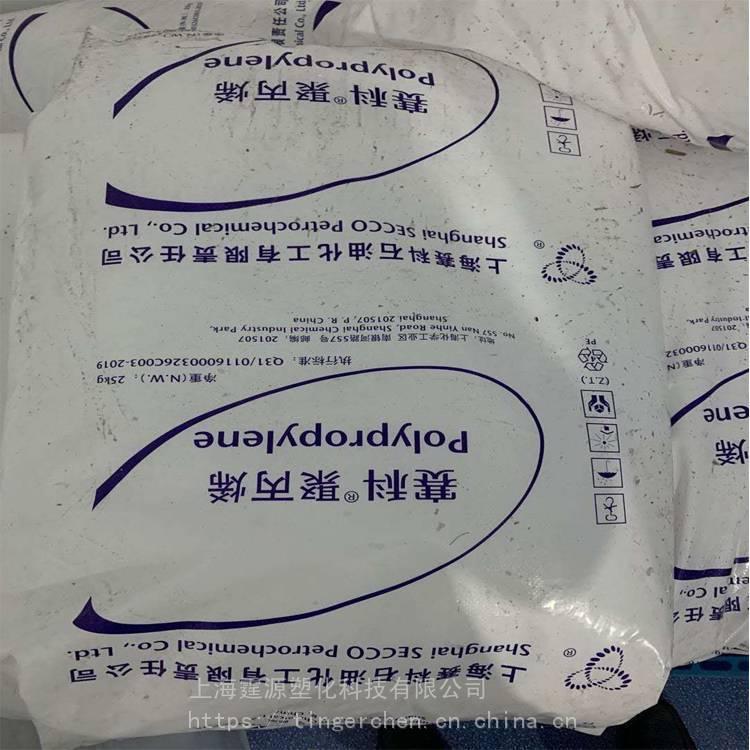 上海赛科石油化工有限责任公司
Shanghai SECCO Petrochemical Co., Ltd.
赛科®聚丙烯
Polypropylene
净重(N.W.): 25kg
执行标准: Q31/0116000326C003-2019
地址: 上海化学工业区南银河路557号 邮编: 201507
No. 557 Nan Yinhe Road, Shanghai Chemical Industry Park,
Shanghai 201507, P. R. China
(Z.T.)
04
PE
上海赛科石油化工有限责任公司
Shanghai SECCO Petrochemical Co., Ltd.
赛科®聚丙烯
Polypropylene
净重(N.W.
Q31/011600032
上海霆源塑化科技有限公司
https://tingerchen.cn.china.cn